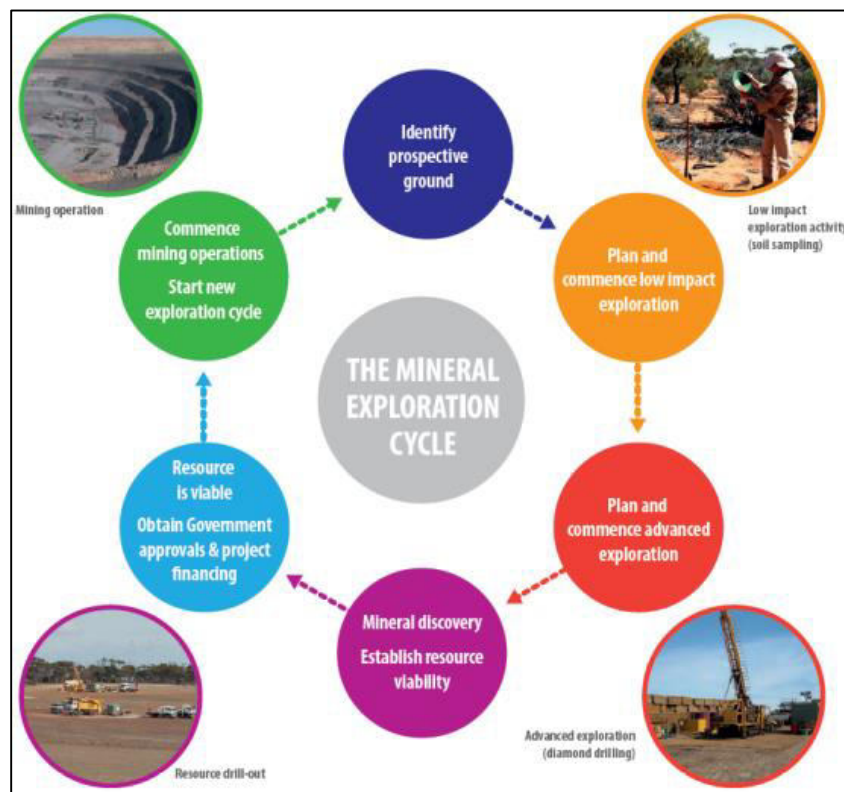 Mining operation
Identify
prospective
ground
Low impact
exploration activity
(soil sampling)
Commence
mining operations
Start new
exploration cycle
Plan and
commence low impact
exploration
THE MINERAL
EXPLORATION
CYCLE
Resource
is viable
Obtain Government
approvals & project
financing
Plan and
commence advanced
exploration
Mineral discovery
Establish resource
viability
Resource drill-out
Advanced exploration
(diamond drilling)